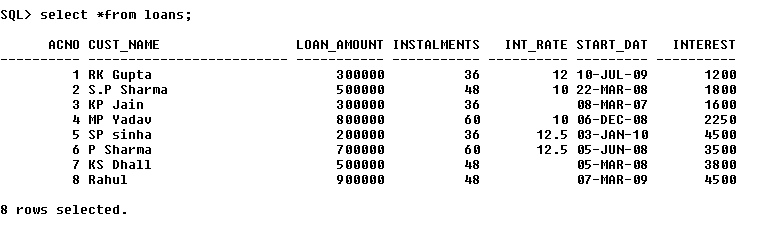 SQL> select *from loans;
ACNO CUST_NAME LOAN_AMOUNT INSTALMENTS INT_RATE START_DAT INTEREST
---------- -------------------- ----------- ----------- ---------- --------- ----------
1 RK Gupta 300000 36 12 10-JUL-09 1200
2 S.P Sharma 500000 48 10 22-MAR-08 1800
3 KP Jain 300000 36 08-MAR-07 1600
4 MP Yadav 800000 60 10 06-DEC-08 2250
5 SP sinha 200000 36 12.5 03-JAN-10 4500
6 P Sharma 700000 60 12.5 05-JUN-08 3500
7 KS Dhall 500000 48 05-MAR-08 3800
8 Rahul 900000 48 07-MAR-09 4500
8 rows selected.